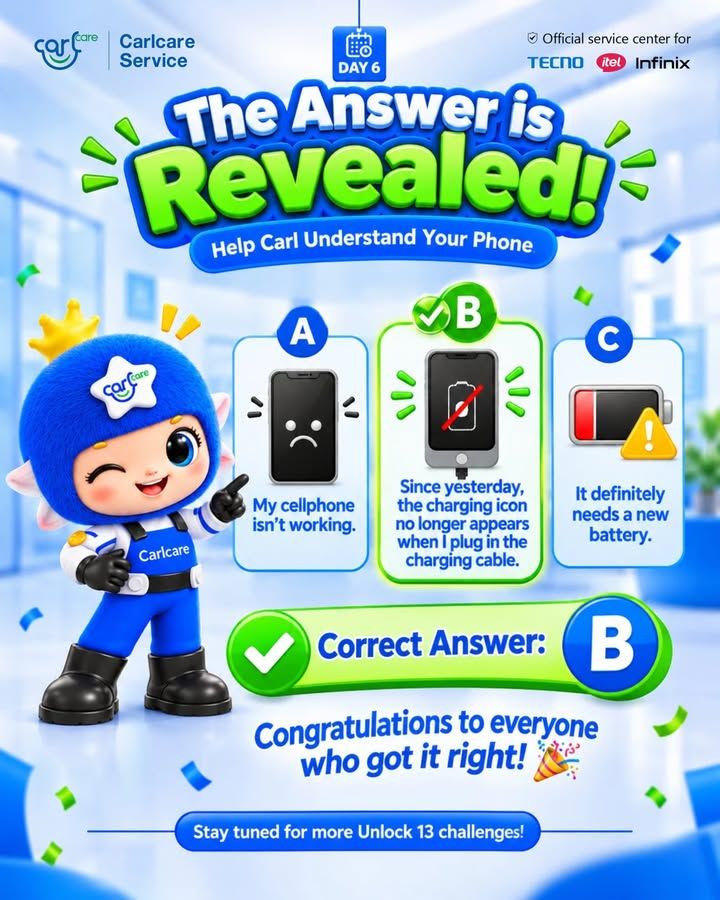 carlcare
Carlcare
Service
DAY 6
Official service center for
TECNO itel Infinix
The Answer is
Revealed!
Help Carl Understand Your Phone
carlcare
Carlcare
A
My cellphone
isn't working.
B
Since yesterday,
the charging icon
no longer appears
when I plug in the
charging cable.
C
It definitely
needs a new
battery.
Correct Answer: B
Congratulations to everyone
who got it right!
Stay tuned for more Unlock 13 challenges!